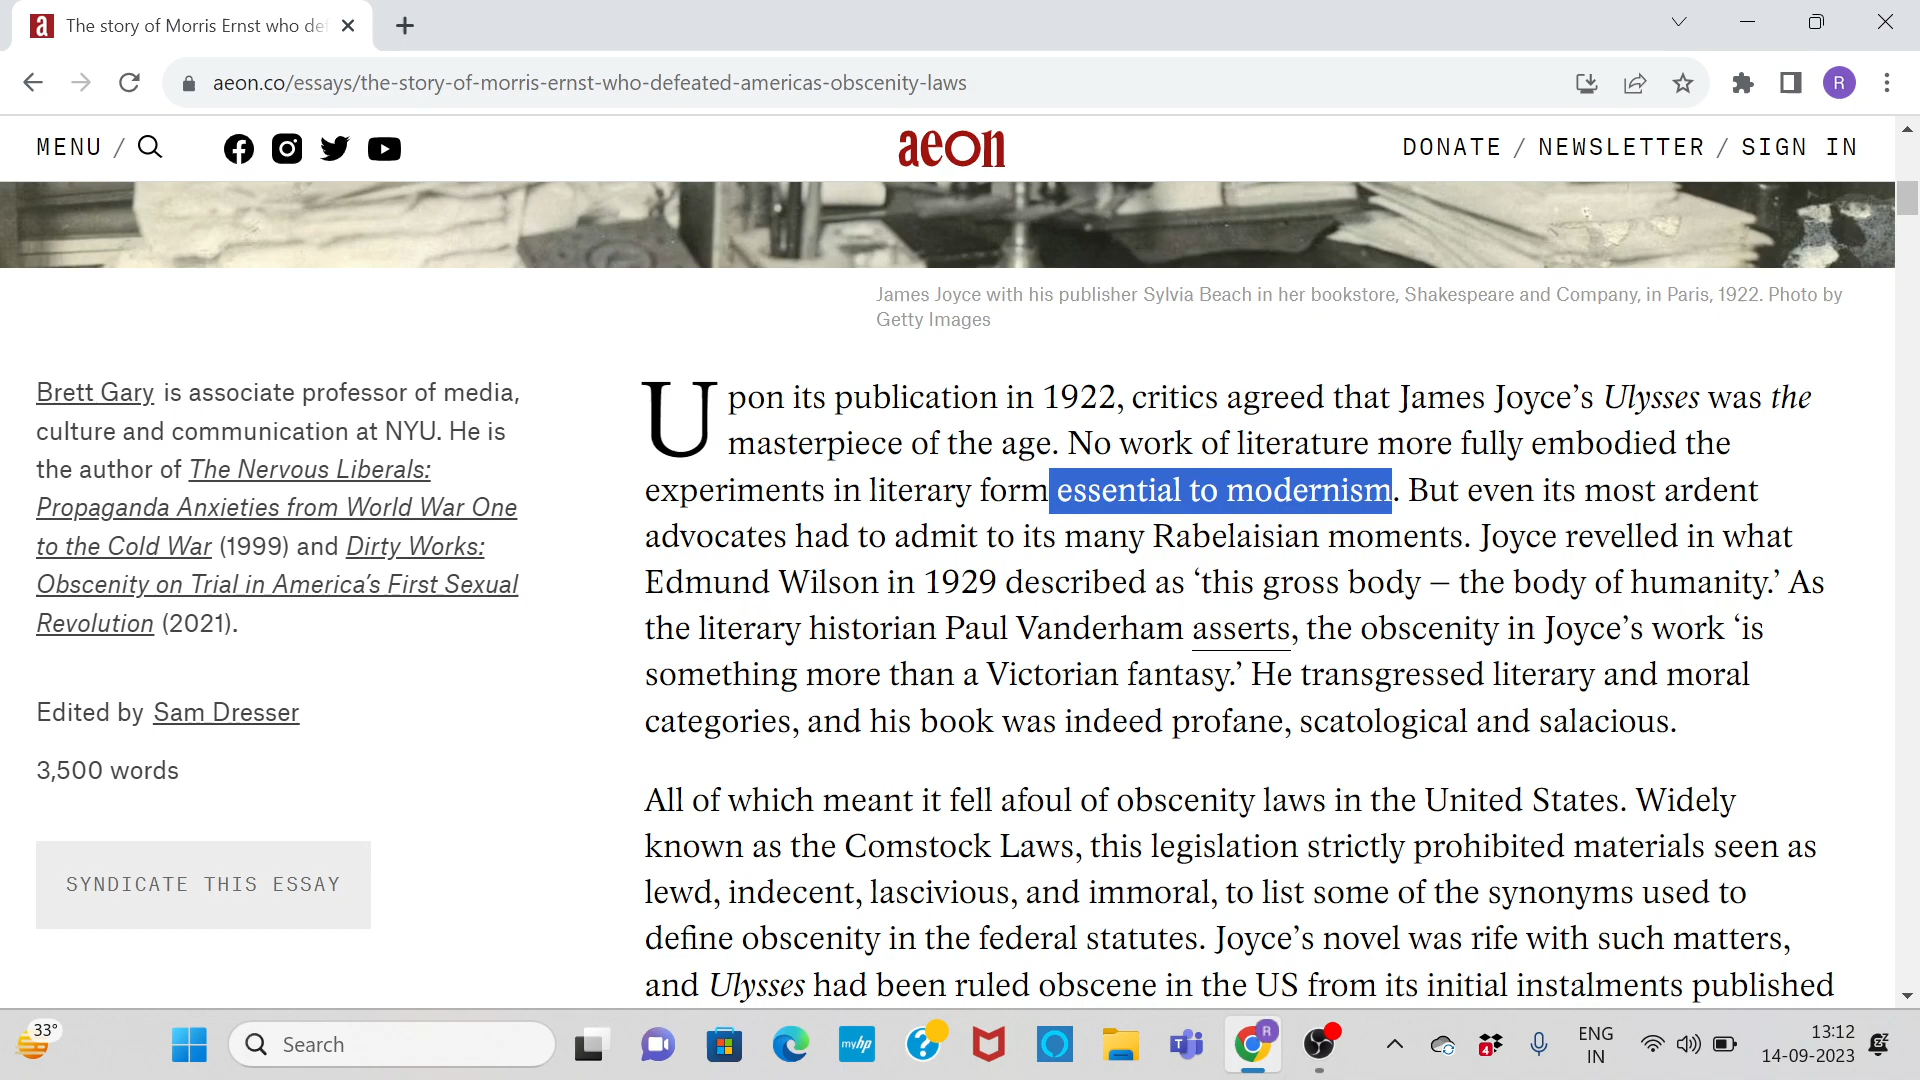 The story of Morris Ernst who def
aeon.co/essays/the-story-of-morris-ernst-who-defeated-americas-obscenity-laws
R
MENU /
aeon
DONATE / NEWSLETTER / SIGN IN
James Joyce with his publisher Sylvia Beach in her bookstore, Shakespeare and Company, in Paris, 1922. Photo by
Getty Images
Brett Gary is associate professor of media,
culture and communication at NYU. He is
the author of The Nervous Liberals:
Propaganda Anxieties from World War One
to the Cold War (1999) and Dirty Works:
Obscenity on Trial in America’s First Sexual
Revolution (2021).
Edited by Sam Dresser
3,500 words
SYNDICATE THIS ESSAY
Upon its publication in 1922, critics agreed that James Joyce’s Ulysses was the
masterpiece of the age. No work of literature more fully embodied the
experiments in literary form essential to modernism. But even its most ardent
advocates had to admit to its many Rabelaisian moments. Joyce revelled in what
Edmund Wilson in 1929 described as ‘this gross body – the body of humanity.’ As
the literary historian Paul Vanderham asserts, the obscenity in Joyce’s work ‘is
something more than a Victorian fantasy.’ He transgressed literary and moral
categories, and his book was indeed profane, scatological and salacious.
All of which meant it fell afoul of obscenity laws in the United States. Widely
known as the Comstock Laws, this legislation strictly prohibited materials seen as
lewd, indecent, lascivious, and immoral, to list some of the synonyms used to
define obscenity in the federal statutes. Joyce’s novel was rife with such matters,
and Ulysses had been ruled obscene in the US from its initial instalments published
33°
Search
myhp
R
4
ENG
IN
13:12
14-09-2023